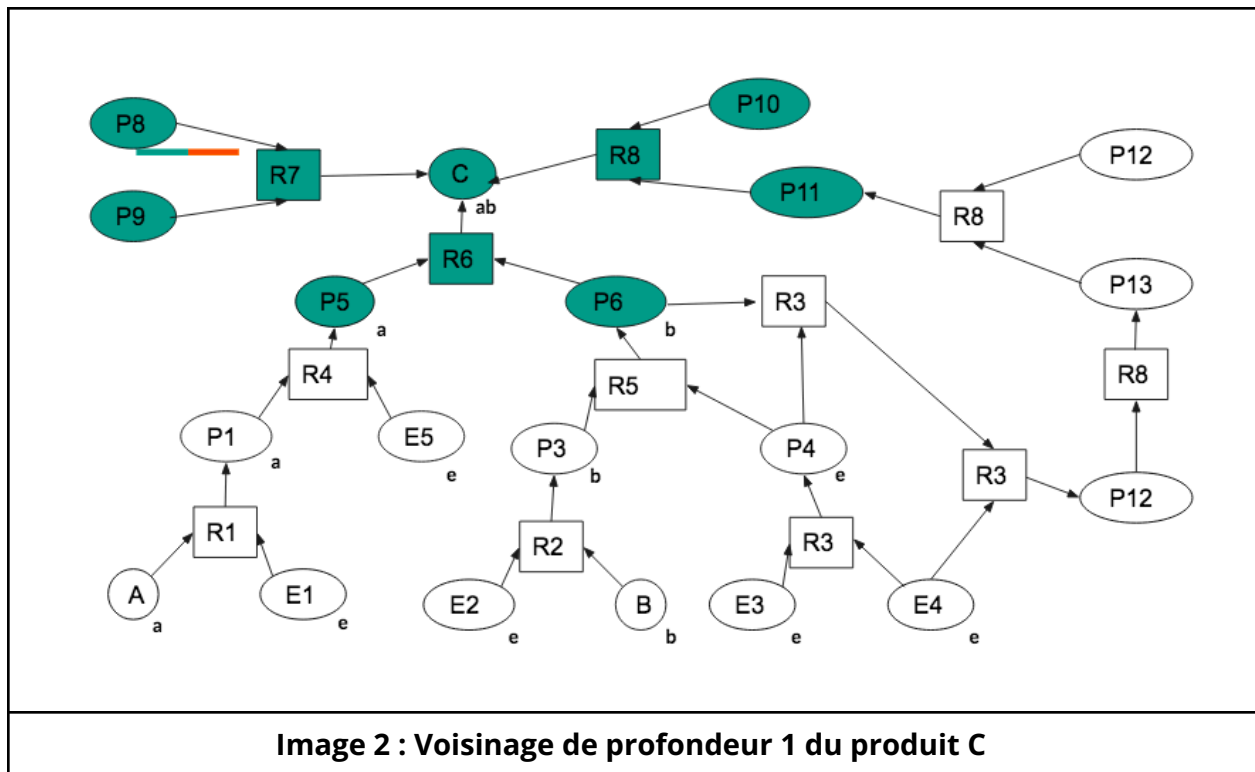 P8
P10
P12
R8
C
R7
P11
P9
R8
ab
R6
P13
P5
P6
R3
a
b
R4
R5
R8
P1
E5
P3
P4
a
e
b
e
R3
P12
R1
R2
R3
A
E1
E2
B
E3
E4
a
e
e
b
e
e
Image 2 : Voisinage de profondeur 1 du produit C